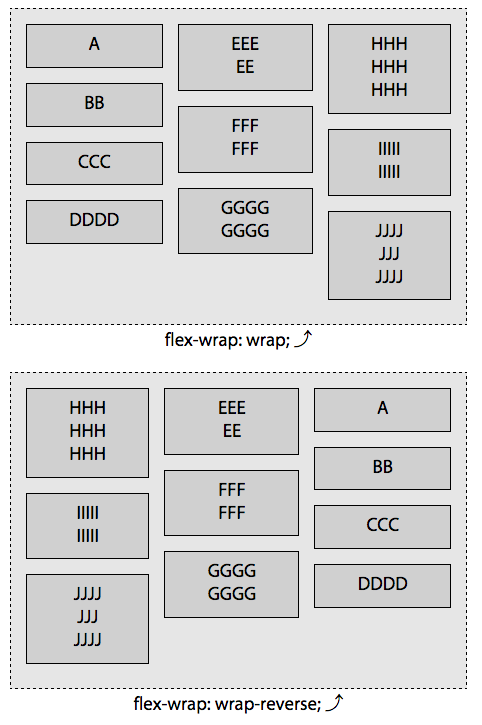 A
BB
CCC
DDDD
EEE
EE
FFF
FFF
GGGG
GGGG
HHH
HHH
HHH
IIIII
IIIII
JJJJ
JJJ
JJJJ
flex-wrap: wrap;
HHH
HHH
HHH
IIIII
IIIII
JJJJ
JJJ
JJJJ
EEE
EE
FFF
FFF
GGGG
GGGG
A
BB
CCC
DDDD
flex-wrap: wrap-reverse;